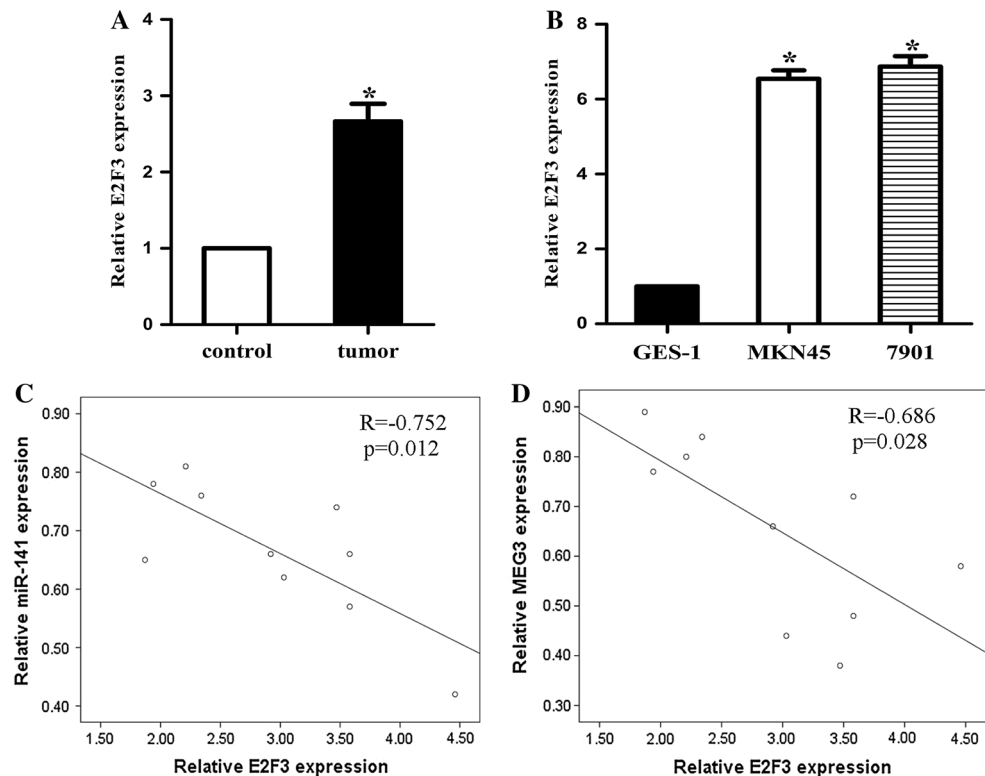 A
Relative E2F3 expression
4
3
2
1
0
*
control tumor
B
Relative E2F3 expression
8
6
4
2
0
* *
GES-1 MKN45 7901
C
Relative miR-141 expression
0.90
0.80
0.70
0.60
0.50
0.40
R=-0.752
p=0.012
1.50 2.00 2.50 3.00 3.50 4.00 4.50
Relative E2F3 expression
D
Relative MEG3 expression
0.90
0.80
0.70
0.60
0.50
0.40
0.30
R=-0.686
p=0.028
1.50 2.00 2.50 3.00 3.50 4.00 4.50
Relative E2F3 expression